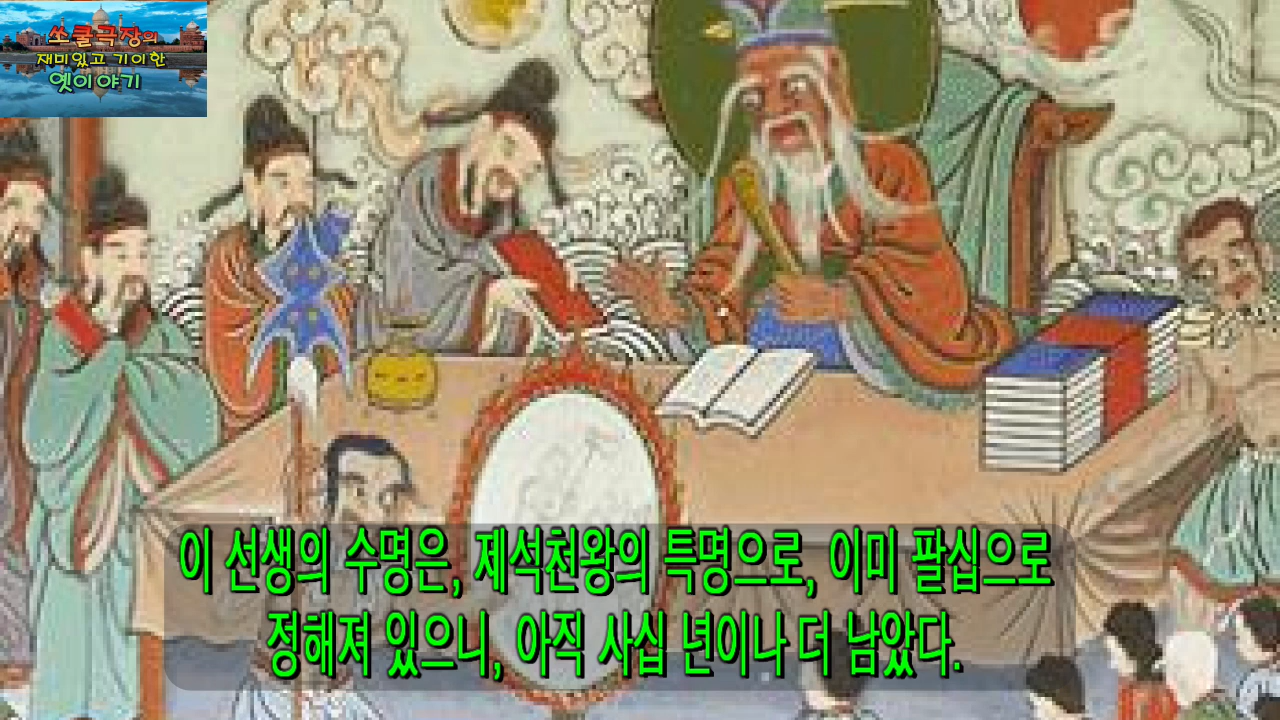 쏘쿨극장의
재미있고 기이한
옛이야기
이 선생의 수명은, 제석천왕의 특명으로, 이미 팔십으로
정해져 있으니, 아직 사십 년이나 더 남았다.